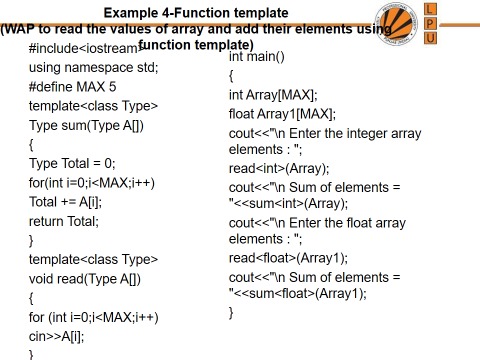 Example 4-Function template
(WAP to read the values of array and add their elements using
function template)
#include<iostream>
using namespace std;
#define MAX 5
template<class Type>
Type sum(Type A[])
{
Type Total = 0;
for(int i=0;i<MAX;i++)
Total += A[i];
return Total;
}
template<class Type>
void read(Type A[])
{
for (int i=0;i<MAX;i++)
cin>>A[i];
}
int main()
{
int Array[MAX];
float Array1[MAX];
cout<<"\n Enter the integer array
elements : ";
read<int>(Array);
cout<<"\n Sum of elements =
"<<sum<int>(Array);
cout<<"\n Enter the float array
elements : ";
read<float>(Array1);
cout<<"\n Sum of elements =
"<<sum<float>(Array1);
}
L
P
U